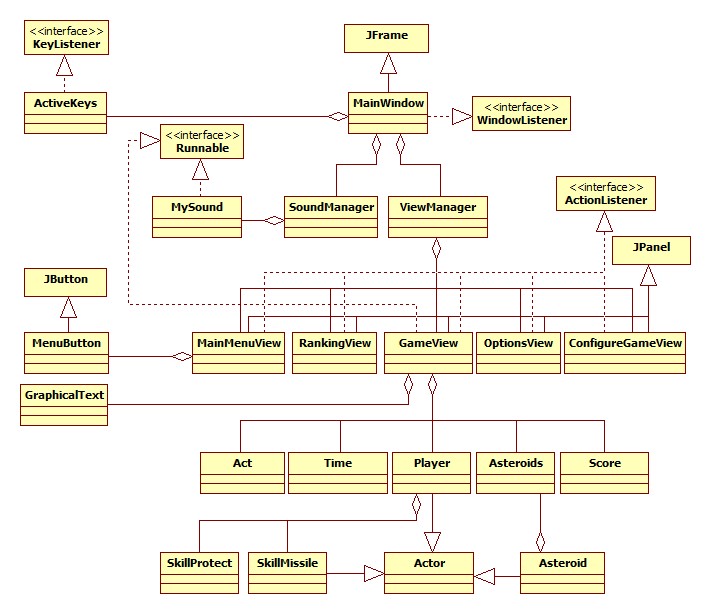 <<interface>>
KeyListener
JFrame
ActiveKeys
MainWindow
<<interface>>
WindowListener
<<interface>>
Runnable
<<interface>>
ActionListener
MySound
SoundManager
ViewManager
JPanel
JButton
MenuButton
MainMenuView
RankingView
GameView
OptionsView
ConfigureGameView
GraphicalText
Act
Time
Player
Asteroids
Score
SkillProtect
SkillMissile
Actor
Asteroid